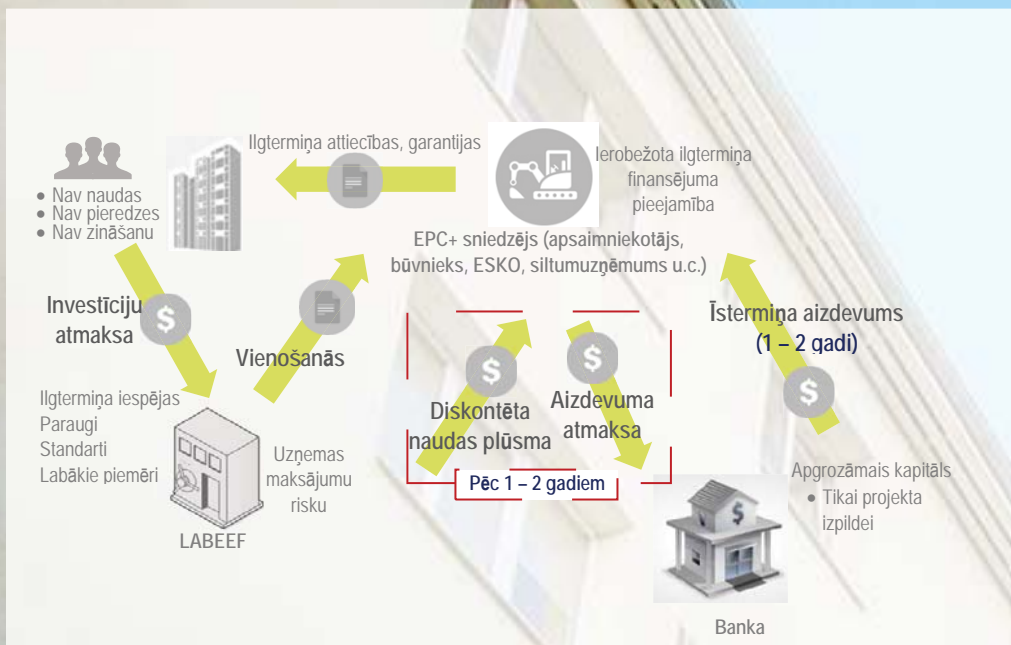 Ilgtermiņa attiecības, garantijas
Ierobežota ilgtermiņa
finansējuma
pieejamība
• Nav naudas
• Nav pieredzes
• Nav zināšanu
EPC+ sniedzējs (apsaimniekotājs,
būvnieks, ESKO, siltumuzņēmums u.c.)
Investīciju
atmaksa
$
Vienošanās
$
$
Diskontēta
naudas plūsma
Aizdevuma
atmaksa
Pēc 1 – 2 gadiem
Īstermiņa aizdevums
(1 – 2 gadi)
$
Ilgtermiņa iespējas
Paraugi
Standarti
Labākie piemēri
Uzņemas
maksājumu
risku
LABEEF
Apgrozāmais kapitāls
• Tikai projekta
izpildei
$
Banka